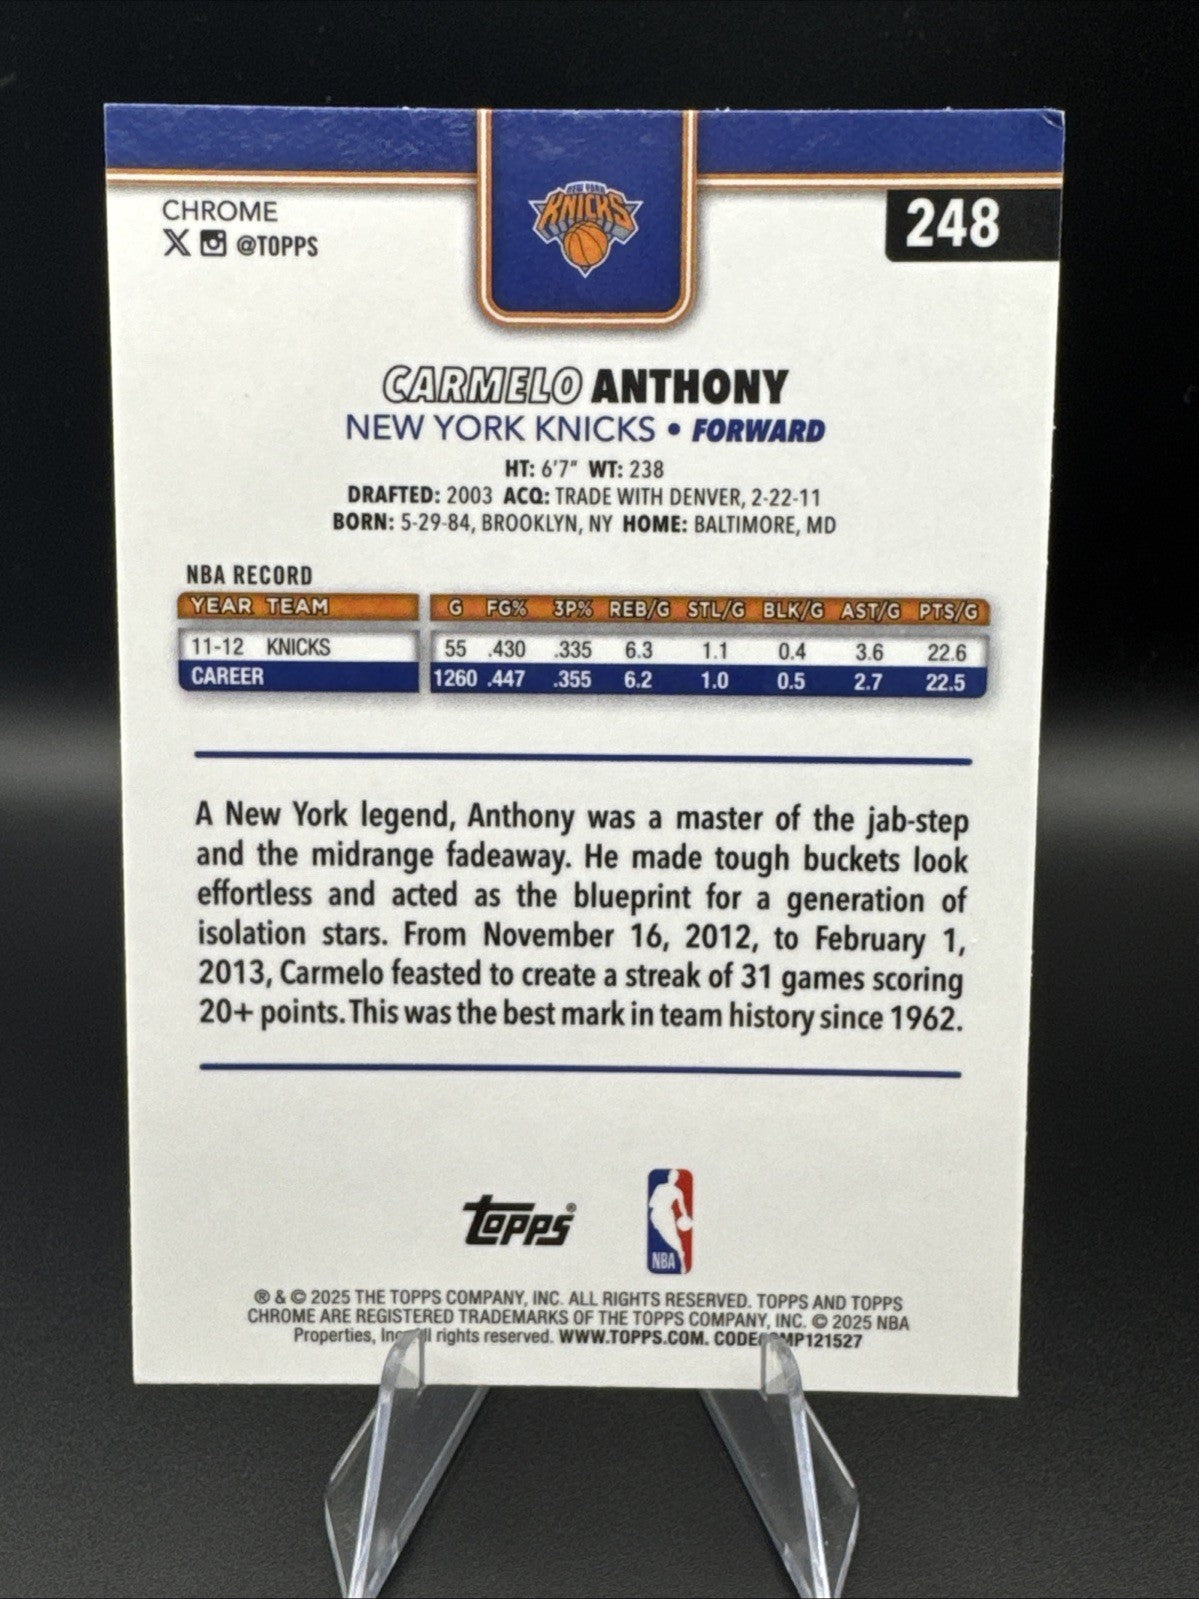 NEW YORK
KNICKS
CHROME
248
X @TOPPS
CARMELO ANTHONY
NEW YORK KNICKS • FORWARD
HT: 6'7" WT: 238
DRAFTED: 2003 ACQ: TRADE WITH DENVER, 2-22-11
BORN: 5-29-84, BROOKLYN, NY HOME: BALTIMORE, MD
NBA RECORD
YEAR TEAM G FG% 3P% REB/G STL/G BLK/G AST/G PTS/G
11-12 KNICKS 55 .430 .335 6.3 1.1 0.4 3.6 22.6
CAREER 1260 .447 .355 6.2 1.0 0.5 2.7 22.5
A New York legend, Anthony was a master of the jab-step
and the midrange fadeaway. He made tough buckets look
effortless and acted as the blueprint for a generation of
isolation stars. From November 16, 2012, to February 1,
2013, Carmelo feasted to create a streak of 31 games scoring
20+ points. This was the best mark in team history since 1962.
Topps®
NBA
® & © 2025 THE TOPPS COMPANY, INC. ALL RIGHTS RESERVED. TOPPS AND TOPPS
CHROME ARE REGISTERED TRADEMARKS OF THE TOPPS COMPANY, INC. © 2025 NBA
Properties, rights reserved. WWW.TOPPS.COM.